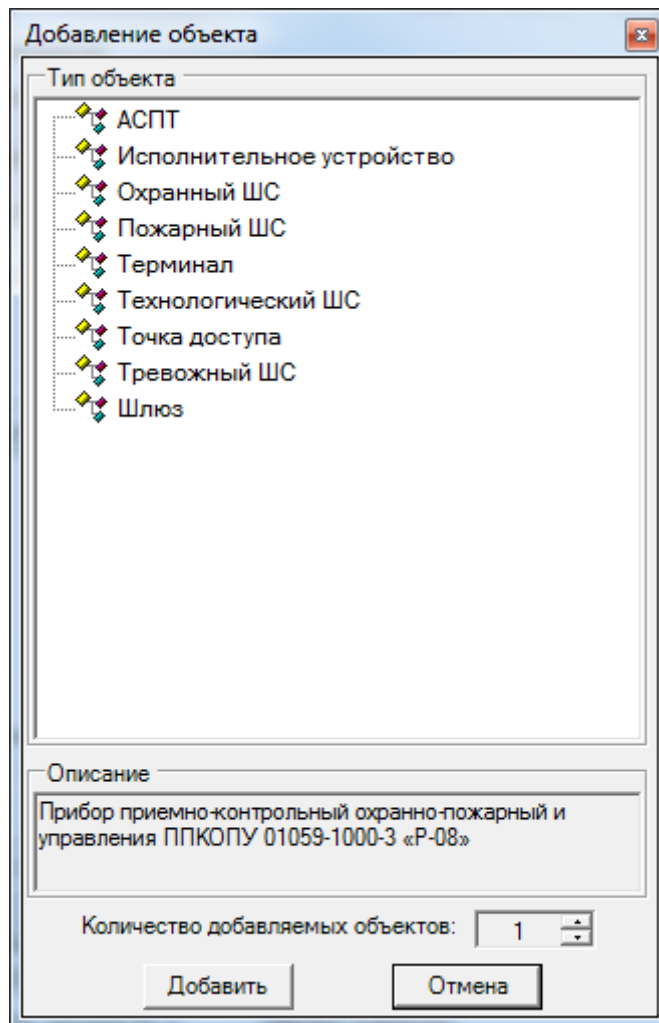 Добавление объекта
Тип объекта
АСПТ
Исполнительное устройство
Охранный ШС
Пожарный ШС
Терминал
Технологический ШС
Точка доступа
Тревожный ШС
Шлюз
Описание
Прибор приемно-контрольный охранно-пожарный и
управления ППКОПУ 01059-1000-3 «Р-08»
Количество добавляемых объектов: 1
Добавить Отмена